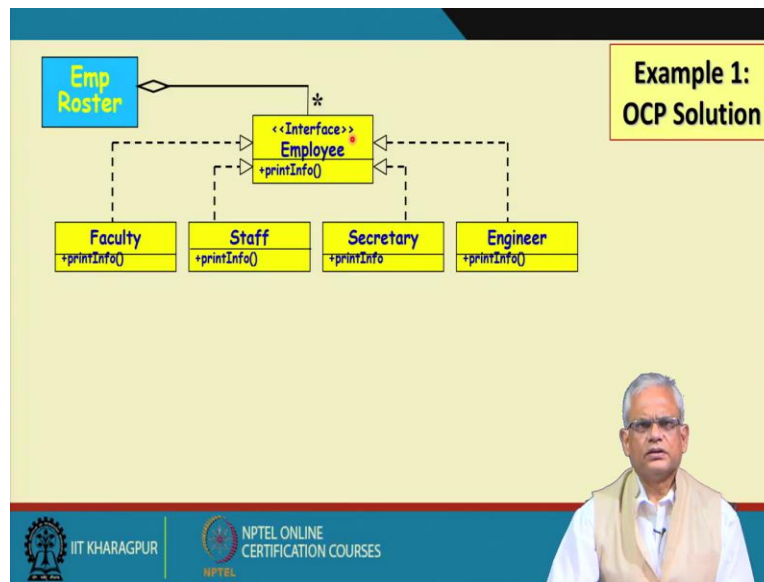 Emp
Roster
*
Example 1:
OCP Solution
<<Interface>>
Employee
+printInfo()
Faculty
+printInfo()
Staff
+printInfo()
Secretary
+printInfo
Engineer
+printInfo()
IIT KHARAGPUR
NPTEL
NPTEL ONLINE
CERTIFICATION COURSES